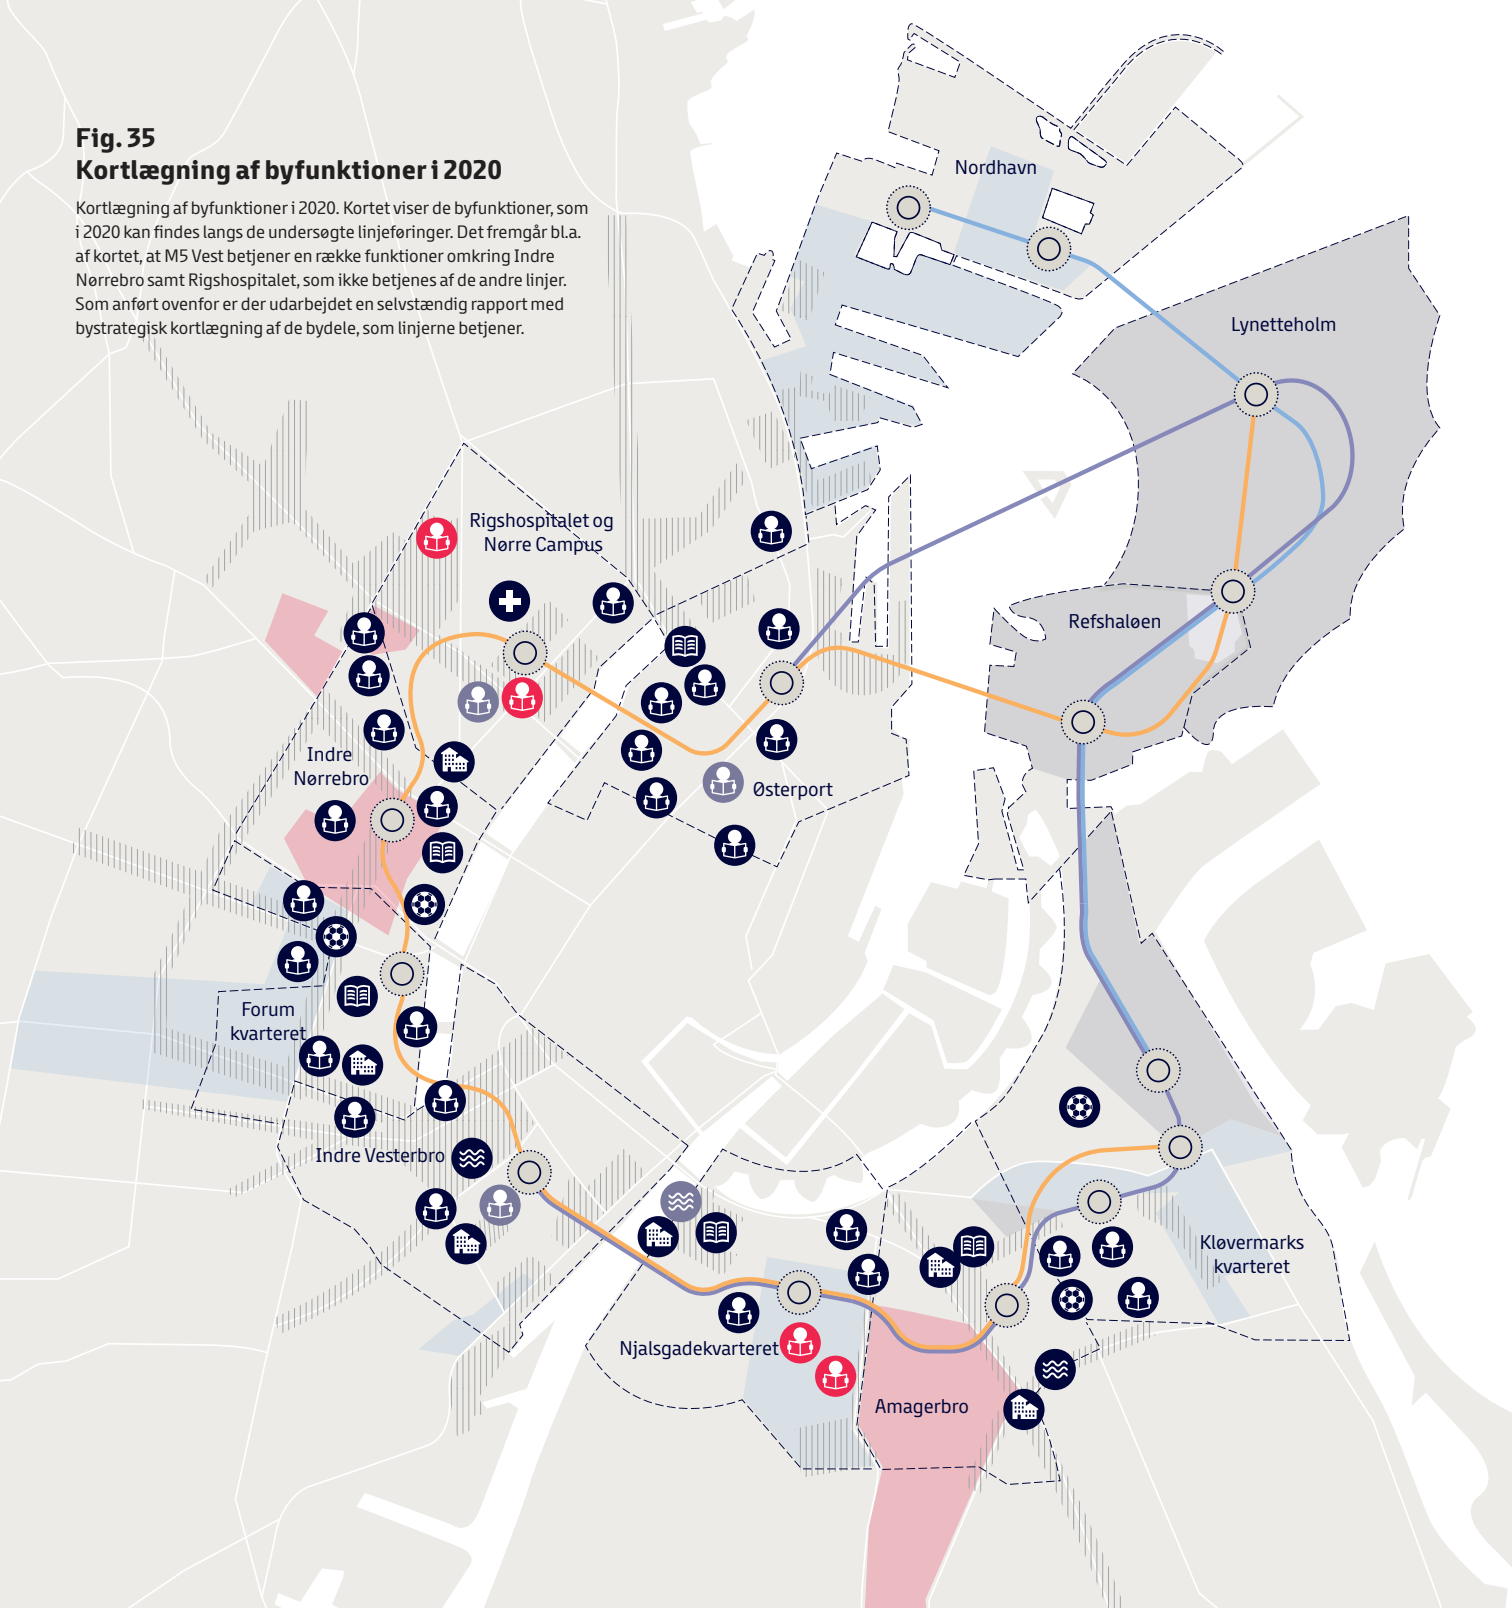 Fig. 35
Kortlægning af byfunktioner i 2020
Kortlægning af byfunktioner i 2020. Kortet viser de byfunktioner, som
i 2020 kan findes langs de undersøgte linjeføringer. Det fremgår bl.a.
af kortet, at M5 Vest betjener en række funktioner omkring Indre
Nørrebro samt Rigshospitalet, som ikke betjenes af de andre linjer.
Som anført ovenfor er der udarbejdet en selvstændig rapport med
bystrategisk kortlægning af de bydele, som linjerne betjener.
Nordhavn
Lynetteholm
Rigshospitalet og
Nørre Campus
Refshaløen
Indre
Nørrebro
Østerport
Forum
kvarteret
Indre Vesterbro
Kløvermarks
kvarteret
Njalsgadekvarteret
Amagerbro